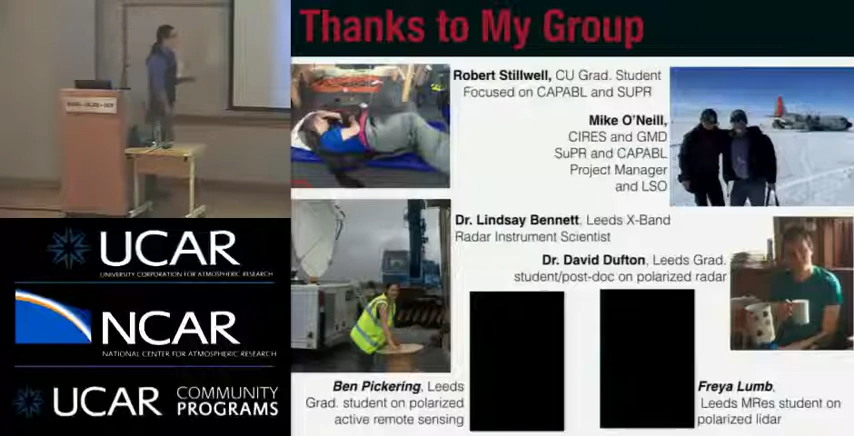 Thanks to My Group
Robert Stillwell, CU Grad. Student
Focused on CAPABL and SUPR
Mike O'Neill,
CIRES and GMD
SuPR and CAPABL
Project Manager
and LSO
Dr. Lindsay Bennett, Leeds X-Band
Radar Instrument Scientist
Dr. David Dufton, Leeds Grad.
student/post-doc on polarized radar
Ben Pickering, Leeds
Grad. student on polarized
active remote sensing
Freya Lumb,
Leeds MRes student on
polarized lidar
UCAR
UNIVERSITY CORPORATION FOR ATMOSPHERIC RESEARCH
NCAR
NATIONAL CENTER FOR ATMOSPHERIC RESEARCH
UCAR COMMUNITY
PROGRAMS